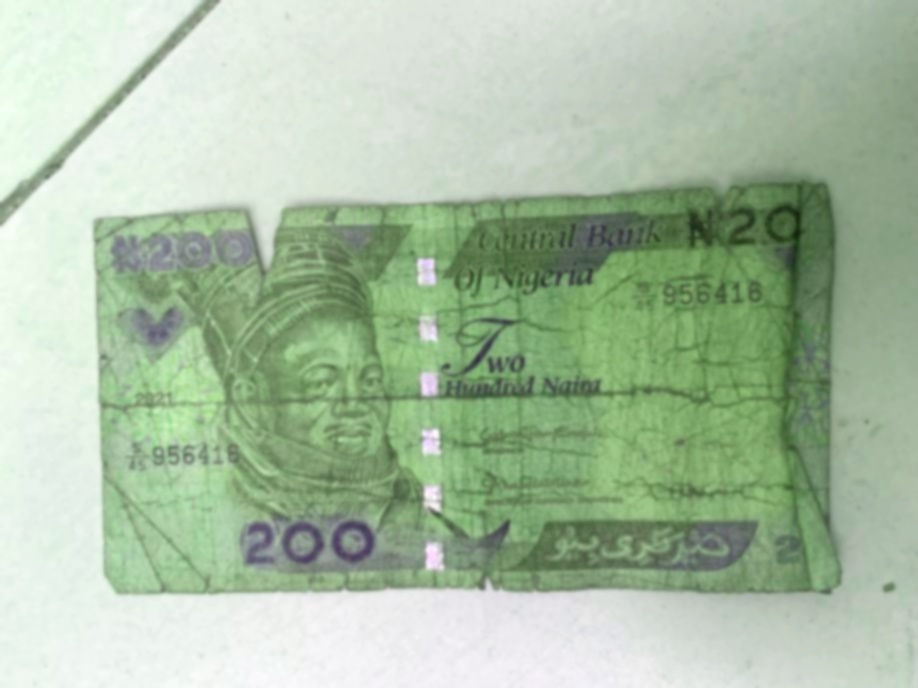 ₦200
Central Bank
Of Nigeria
₦20
956416
Two
Hundred Naira
2021
956416
200
2